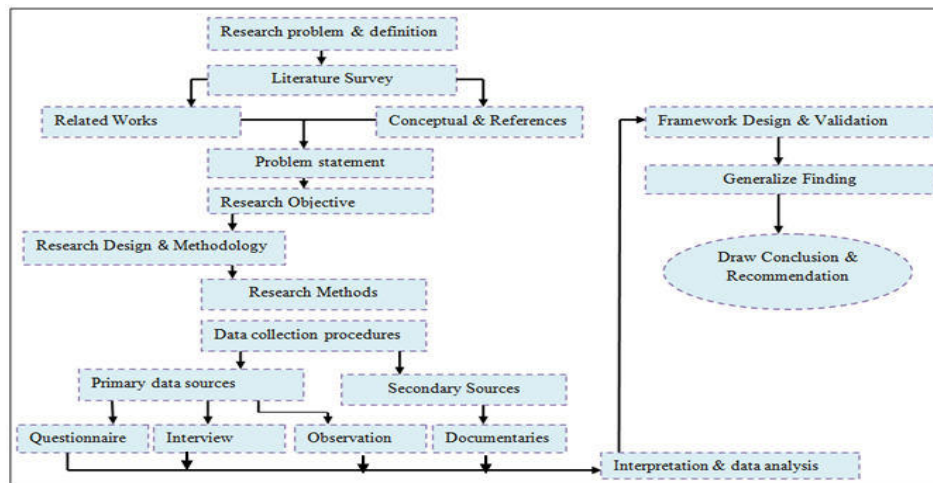 Research problem & definition
Literature Survey
Related Works
Conceptual & References
Problem statement
Research Objective
Research Design & Methodology
Research Methods
Data collection procedures
Primary data sources
Secondary Sources
Questionnaire
Interview
Observation
Documentaries
Interpretation & data analysis
Framework Design & Validation
Generalize Finding
Draw Conclusion &
Recommendation